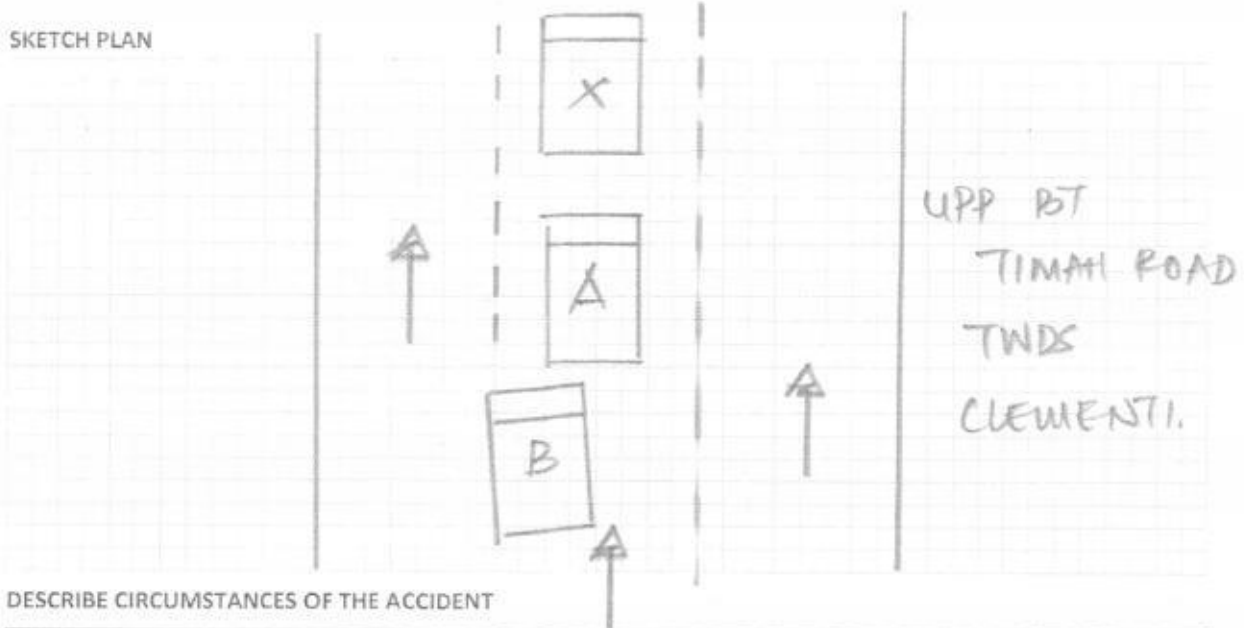 SKETCH PLAN
X
A
B
UPP BT
TIMAH ROAD
TWDS
CLEMENTI.
DESCRIBE CIRCUMSTANCES OF THE ACCIDENT